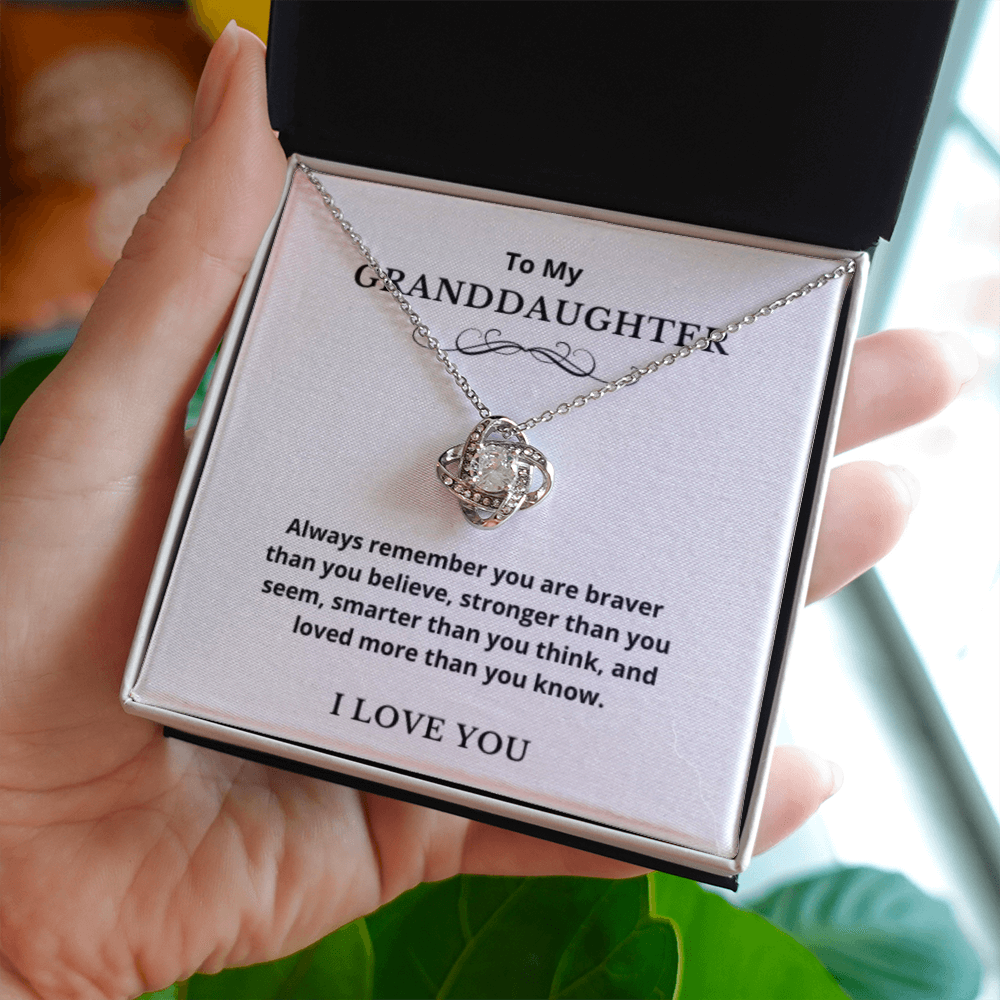 To My
GRANDDAUGHTER
Always remember you are braver
than you believe, stronger than you
seem, smarter than you think, and
loved more than you know.
I LOVE YOU